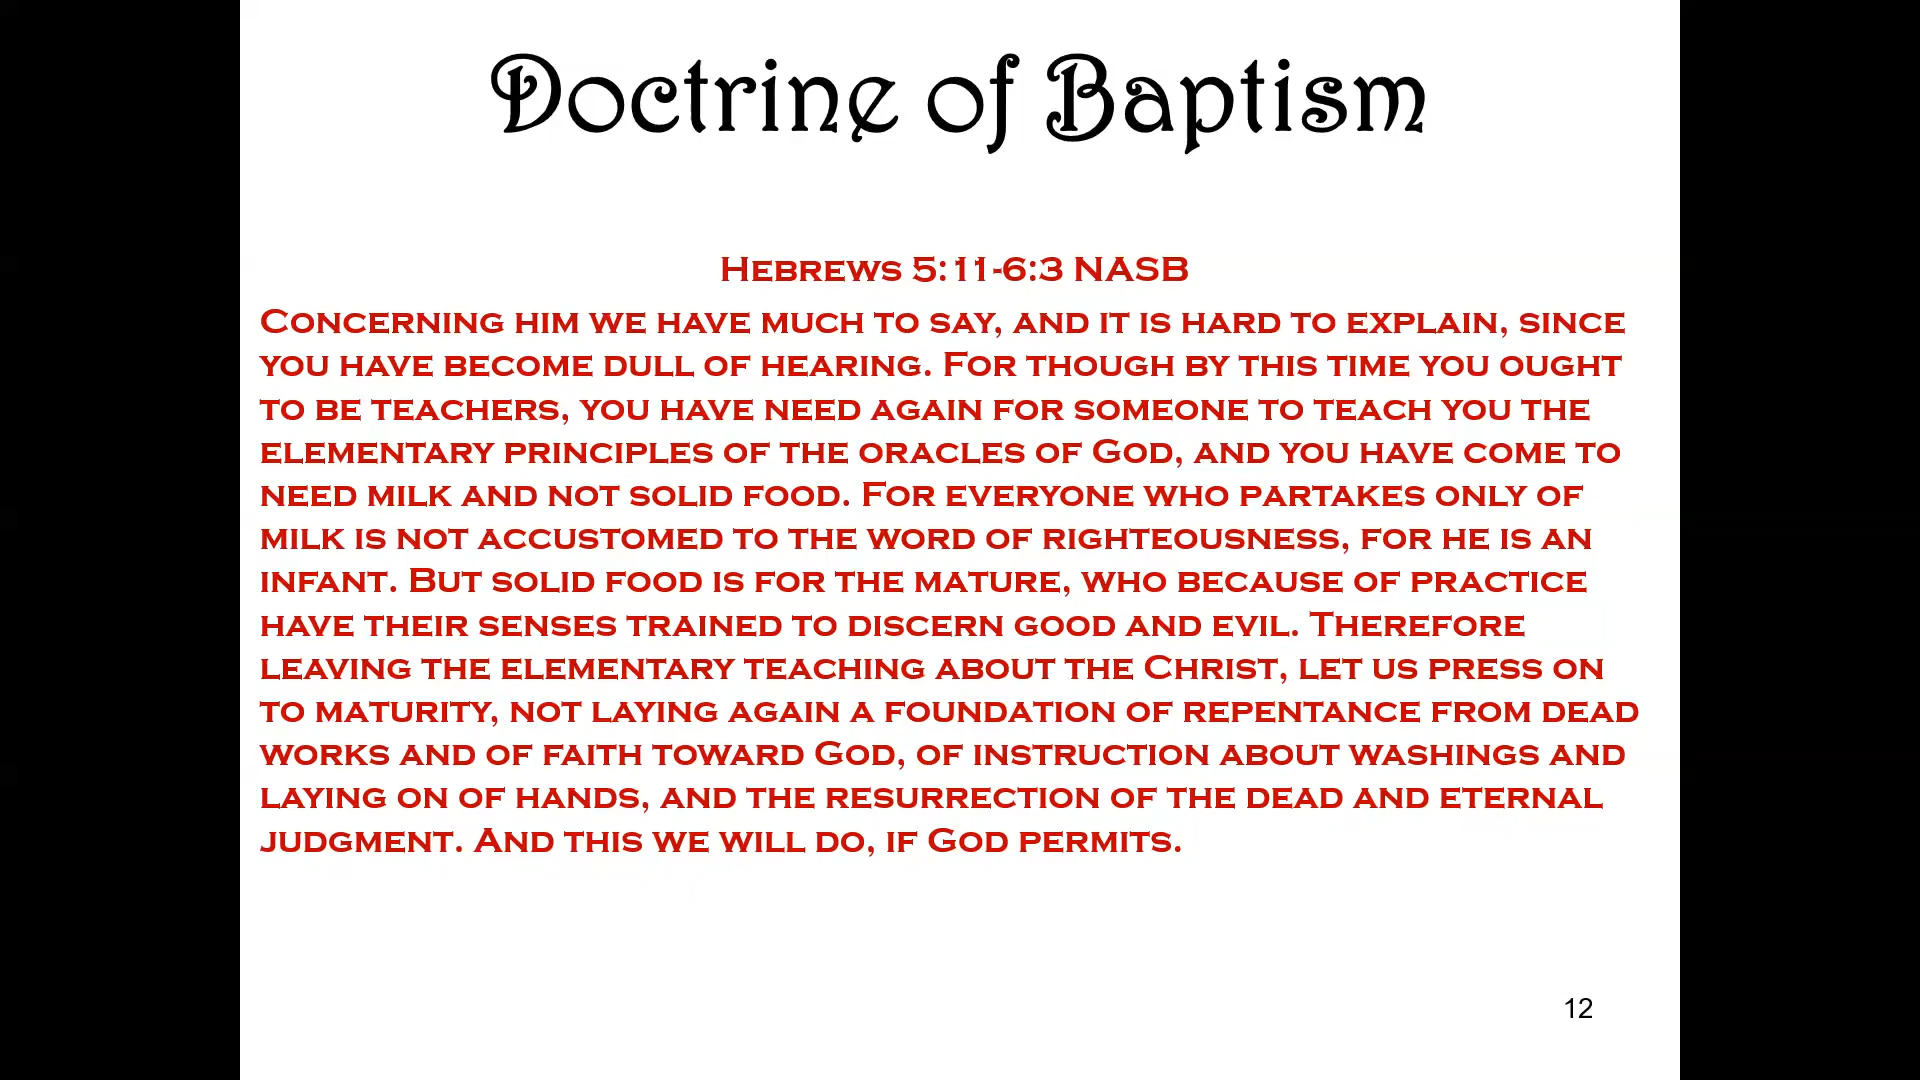 Doctrine of Baptism
Hebrews 5:11-6:3 NASB
Concerning him we have much to say, and it is hard to explain, since
you have become dull of hearing. For though by this time you ought
to be teachers, you have need again for someone to teach you the
elementary principles of the oracles of God, and you have come to
need milk and not solid food. For everyone who partakes only of
milk is not accustomed to the word of righteousness, for he is an
infant. But solid food is for the mature, who because of practice
have their senses trained to discern good and evil. Therefore
leaving the elementary teaching about the Christ, let us press on
to maturity, not laying again a foundation of repentance from dead
works and of faith toward God, of instruction about washings and
laying on of hands, and the resurrection of the dead and eternal
judgment. And this we will do, if God permits.
12